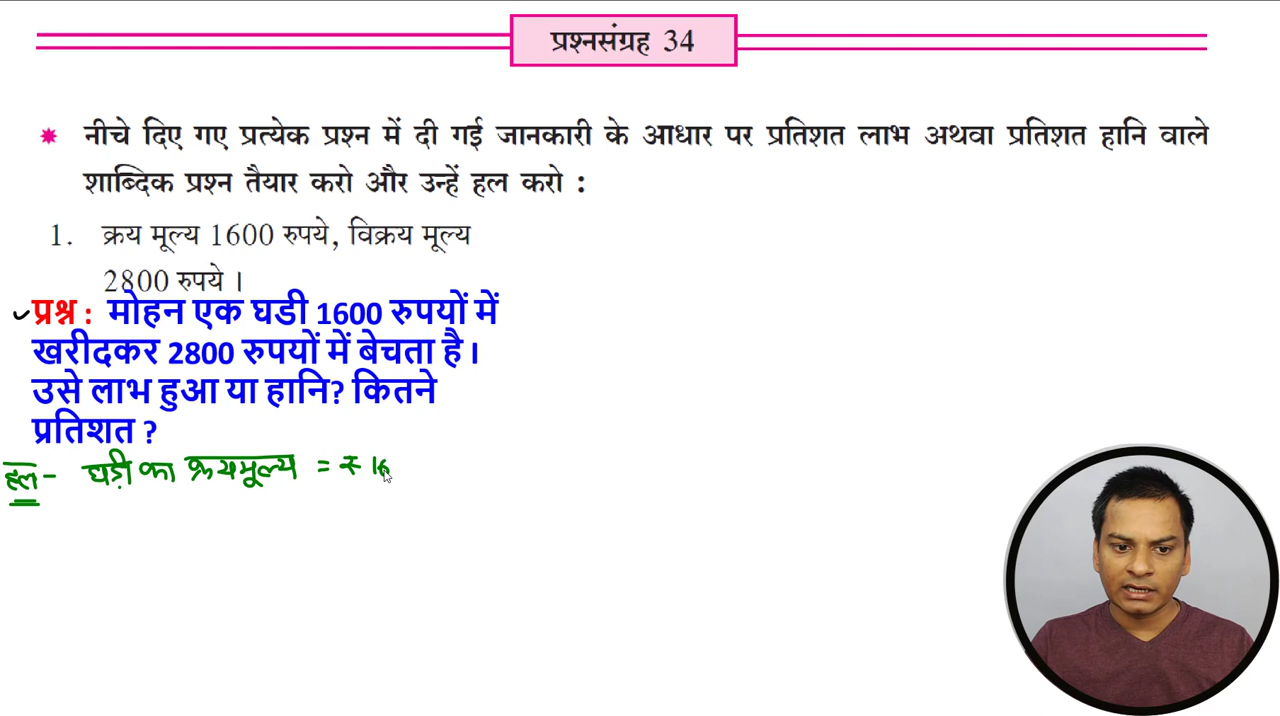 प्रश्नसंग्रह 34
नीचे दिए गए प्रत्येक प्रश्न में दी गई जानकारी के आधार पर प्रतिशत लाभ अथवा प्रतिशत हानि वाले
शाब्दिक प्रश्न तैयार करो और उन्हें हल करो :
1. क्रय मूल्य 1600 रुपये, विक्रय मूल्य
2800 रुपये ।
प्रश्न : मोहन एक घडी 1600 रुपयों में
खरीदकर 2800 रुपयों में बेचता है ।
उसे लाभ हुआ या हानि? कितने
प्रतिशत ?
हल - घड़ी का क्रयमूल्य = ₹ 16